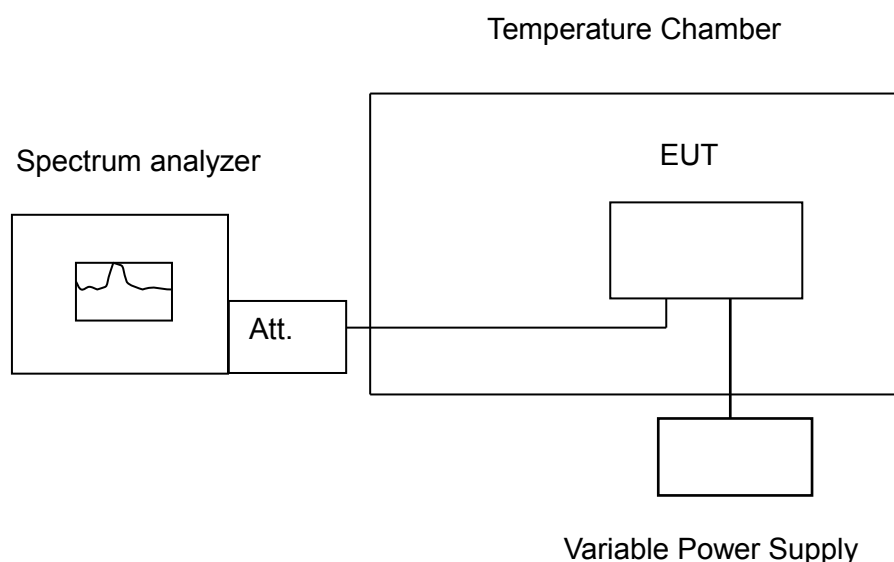 Temperature Chamber
Spectrum analyzer
EUT
Att.
Variable Power Supply